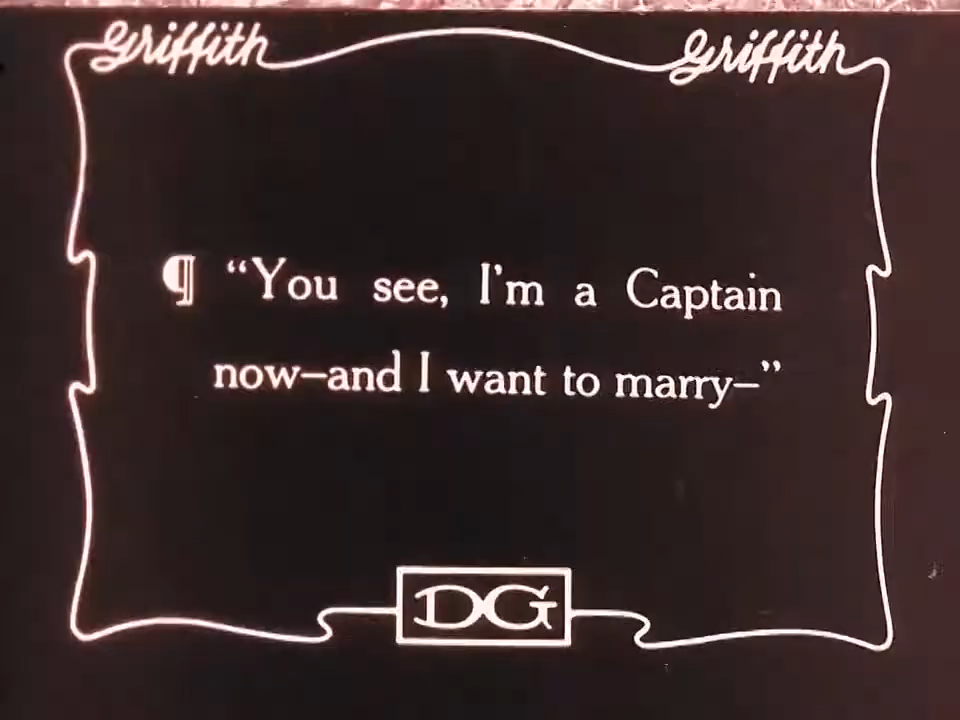 Griffith Griffith
¶ “You see, I'm a Captain
now—and I want to marry—”
DG